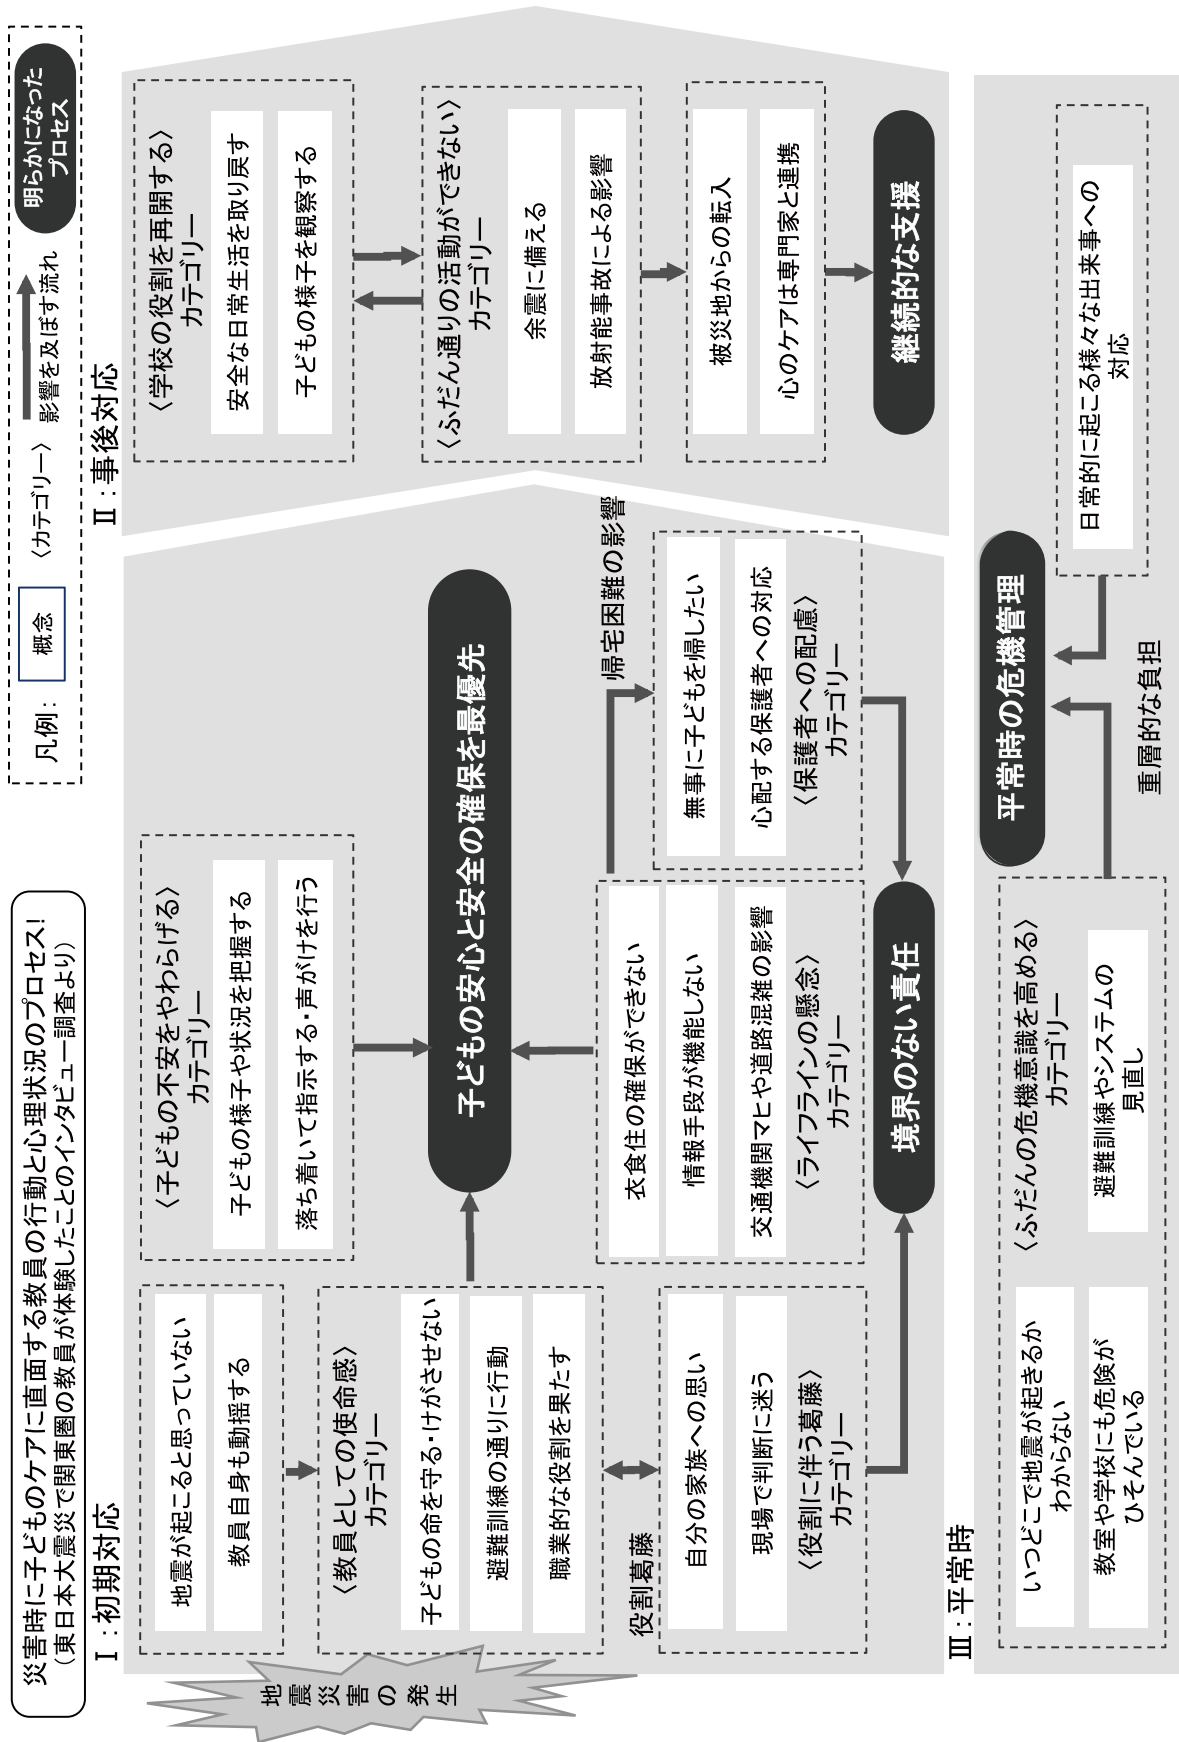 災害時に子どものケアに直面する教員の行動と心理状況のプロセス!
(東日本大震災で関東圏の教員が体験したことのインタビュー調査より)
凡例:
概念
〈カテゴリー〉
影響を及ぼす流れ
明らかになった
プロセス
Ⅰ:初期対応
地震災害の発生
地震が起こると思っていない
教員自身も動揺する
〈教員としての使命感〉
カテゴリー
子どもの命を守る・けがさせない
避難訓練の通りに行動
職業的な役割を果たす
役割葛藤
自分の家族への思い
現場で判断に迷う
〈役割に伴う葛藤〉
カテゴリー
〈子どもの不安をやわらげる〉
カテゴリー
子どもの様子や状況を把握する
落ち着いて指示する・声がけを行う
子どもの安心と安全の確保を最優先
衣食住の確保ができない
情報手段が機能しない
交通機関マヒや道路混雑の影響
〈ライフラインの懸念〉
カテゴリー
帰宅困難の影響
無事に子どもを帰したい
心配する保護者への対応
〈保護者への配慮〉
カテゴリー
境界のない責任
Ⅱ:事後対応
〈学校の役割を再開する〉
カテゴリー
安全な日常生活を取り戻す
子どもの様子を観察する
〈ふだん通りの活動ができない〉
カテゴリー
余震に備える
放射能事故による影響
被災地からの転入
心のケアは専門家と連携
継続的な支援
Ⅲ:平常時
いつどこで地震が起きるか
わからない
教室や学校にも危険が
ひそんでいる
〈ふだんの危機意識を高める〉
カテゴリー
避難訓練やシステムの
見直し
平常時の危機管理
重層的な負担
日常的に起こる様々な出来事への
対応